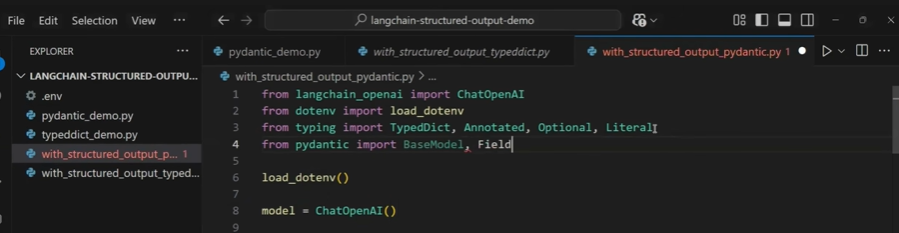 File Edit Selection ... langchain-structured-output-demo
EXPLORER ...
LANGCHAIN-STRUCTURED-OUTPU...
.env
pydantic_demo.py
typeddict_demo.py
with_structured_output_p... 1
with_structured_output_typed...
pydantic_demo.py with_structured_output_typeddict.py with_structured_output_pydantic.py 1
with_structured_output_pydantic.py > ...
1 from langchain_openai import ChatOpenAI
2 from dotenv import load_dotenv
3 from typing import TypedDict, Annotated, Optional, Literal
4 from pydantic import BaseModel, Field
5
6 load_dotenv()
7
8 model = ChatOpenAI()
9